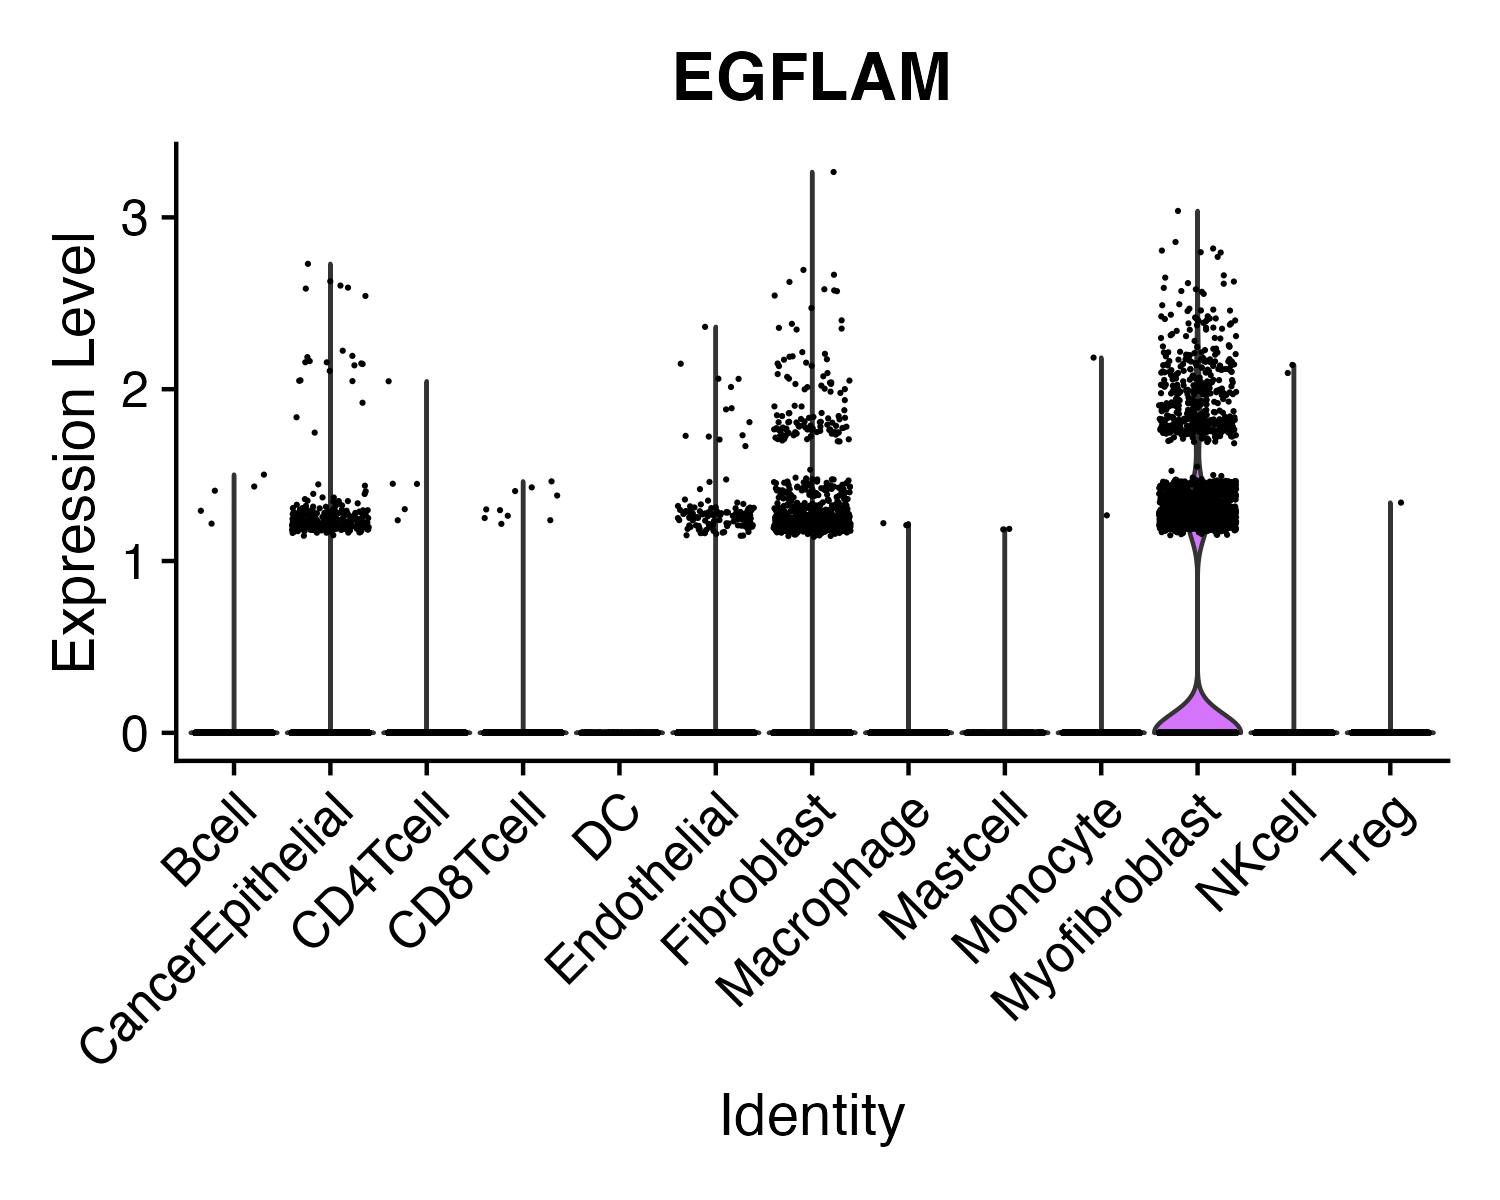 EGFLAM
Expression Level
3
2
1
0
Bcell
CancerEpithelial
CD4Tcell
CD8Tcell
DC
Endothelial
Fibroblast
Macrophage
Mastcell
Monocyte
Myofibroblast
NKcell
Treg
Identity